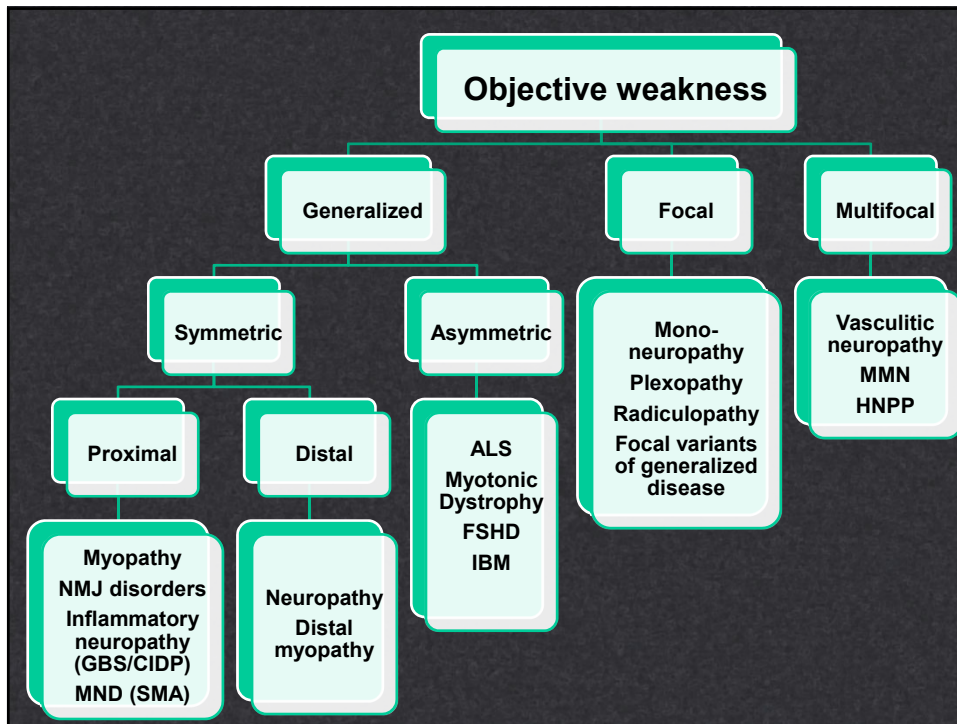 Objective weakness
Generalized
Focal
Multifocal
Symmetric
Asymmetric
Mono-
neuropathy
Plexopathy
Radiculopathy
Focal variants
of generalized
disease
Vasculitic
neuropathy
MMN
HNPP
Proximal
Distal
ALS
Myotonic
Dystrophy
FSHD
IBM
Myopathy
NMJ disorders
Inflammatory
neuropathy
(GBS/CIDP)
MND (SMA)
Neuropathy
Distal
myopathy